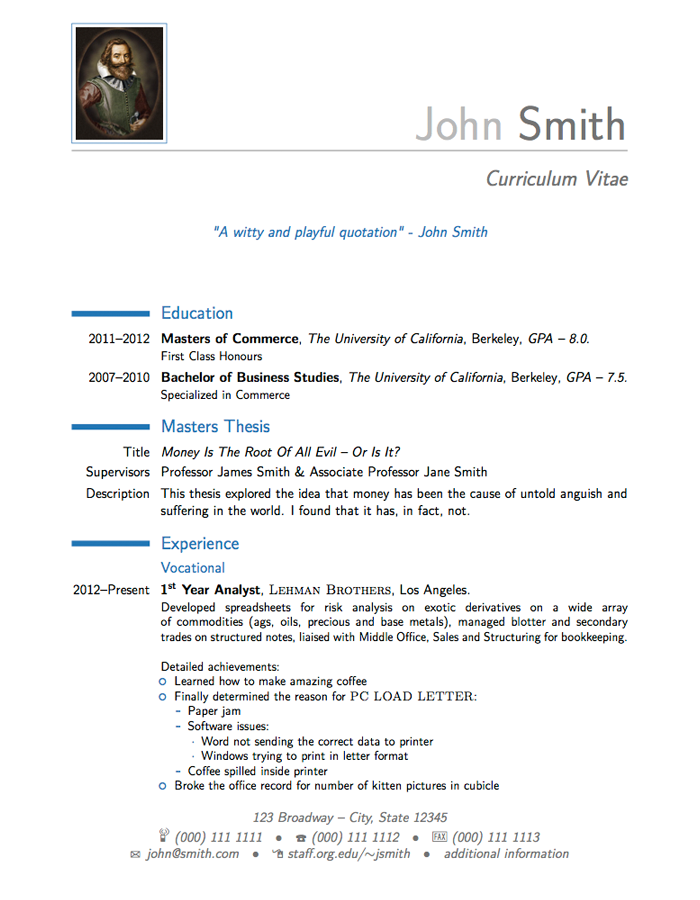 John Smith
Curriculum Vitae
"A witty and playful quotation" - John Smith
Education
2011–2012 Masters of Commerce, The University of California, Berkeley, GPA – 8.0.
First Class Honours
2007–2010 Bachelor of Business Studies, The University of California, Berkeley, GPA – 7.5.
Specialized in Commerce
Masters Thesis
Title Money Is The Root Of All Evil – Or Is It?
Supervisors Professor James Smith & Associate Professor Jane Smith
Description This thesis explored the idea that money has been the cause of untold anguish and
suffering in the world. I found that it has, in fact, not.
Experience
Vocational
2012–Present 1st Year Analyst, Lehman Brothers, Los Angeles.
Developed spreadsheets for risk analysis on exotic derivatives on a wide array
of commodities (ags, oils, precious and base metals), managed blotter and secondary
trades on structured notes, liaised with Middle Office, Sales and Structuring for bookkeeping.
Detailed achievements:
Learned how to make amazing coffee
Finally determined the reason for PC LOAD LETTER:
– Paper jam
– Software issues:
· Word not sending the correct data to printer
· Windows trying to print in letter format
– Coffee spilled inside printer
Broke the office record for number of kitten pictures in cubicle
123 Broadway – City, State 12345
(000) 111 1111 • (000) 111 1112 • FAX (000) 111 1113
john@smith.com • staff.org.edu/~jsmith • additional information